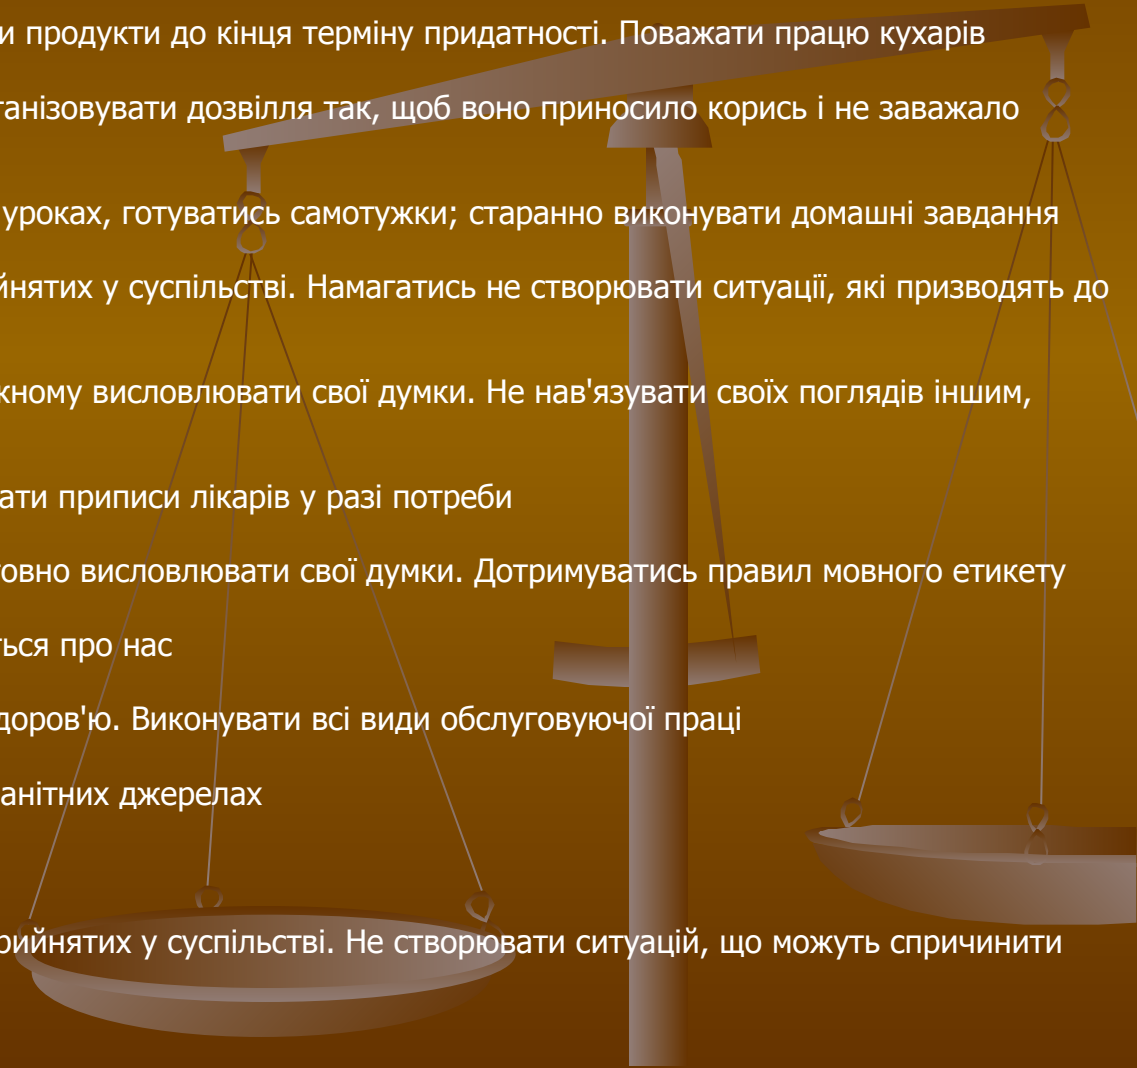 и продукти до кінця терміну придатності. Поважати працю кухарів
ганізовувати дозвілля так, щоб воно приносило корись і не заважало
уроках, готуватись самотужки; старанно виконувати домашні завдання
йнятих у суспільстві. Намагатись не створювати ситуації, які призводять до
жному висловлювати свої думки. Не нав'язувати своїх поглядів іншим,
ати приписи лікарів у разі потреби
товно висловлювати свої думки. Дотримуватись правил мовного етикету
ться про нас
доров'ю. Виконувати всі види обслуговуючої праці
анітних джерелах
рийнятих у суспільстві. Не створювати ситуацій, що можуть спричинити